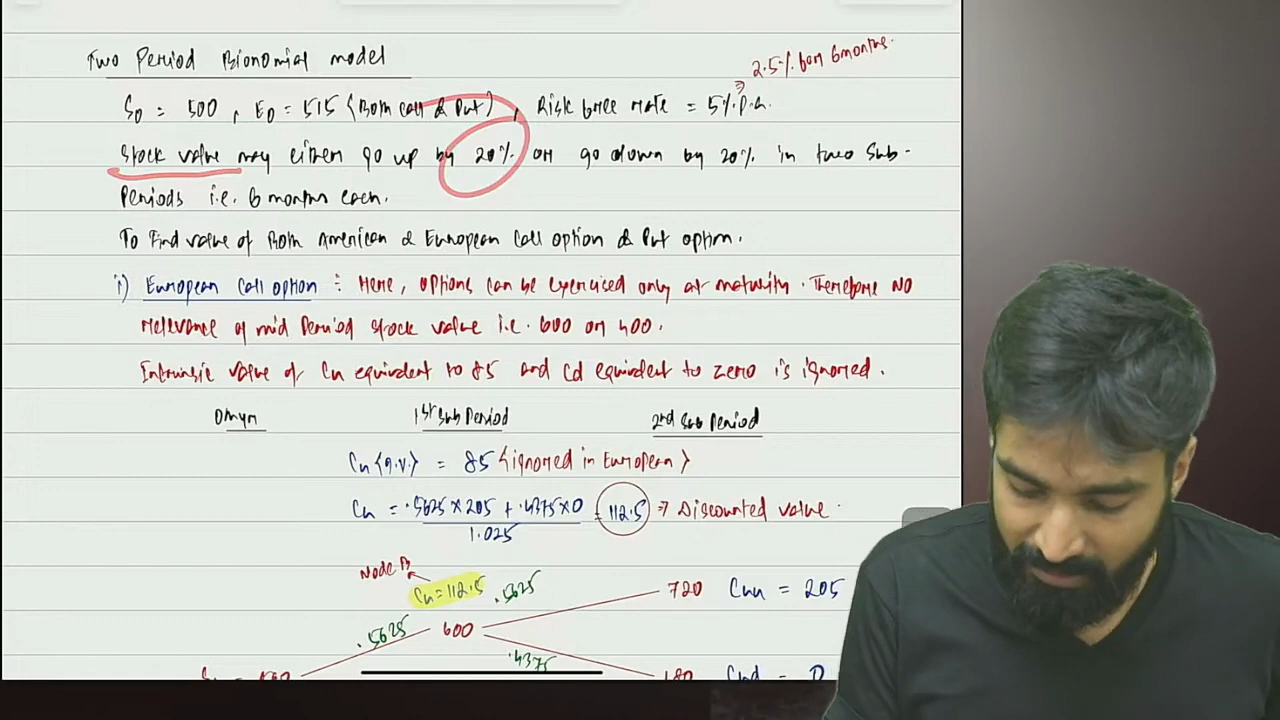 Two Period Bionomial model
2.5% for 6 months.
S0 = 500, E0 = 515 (Both call & Put), Risk free rate = 5% p.a.
Stock value may either go up by 20% or go down by 20% in two Sub-
Periods i.e. 6 months each.
To Find value of Both American & European Call option & Put option.
i) European Call option : Here, options can be exercised only at maturity. Therefore NO
relevance of mid Period Stock value i.e. 600 or 400.
Intrinsic value of Cu equivalent to 85 and Cd equivalent to zero is ignored.
1st Sub Period 2nd Sub Period
Cu = 85 {ignored in European}
Cu = .5625 x 205 + .4375 x 0 = 112.5 => Discounted value.
1.025
Node B
Cu = 112.5 .5625 720 Cuu = 205
.5625 600
.4375